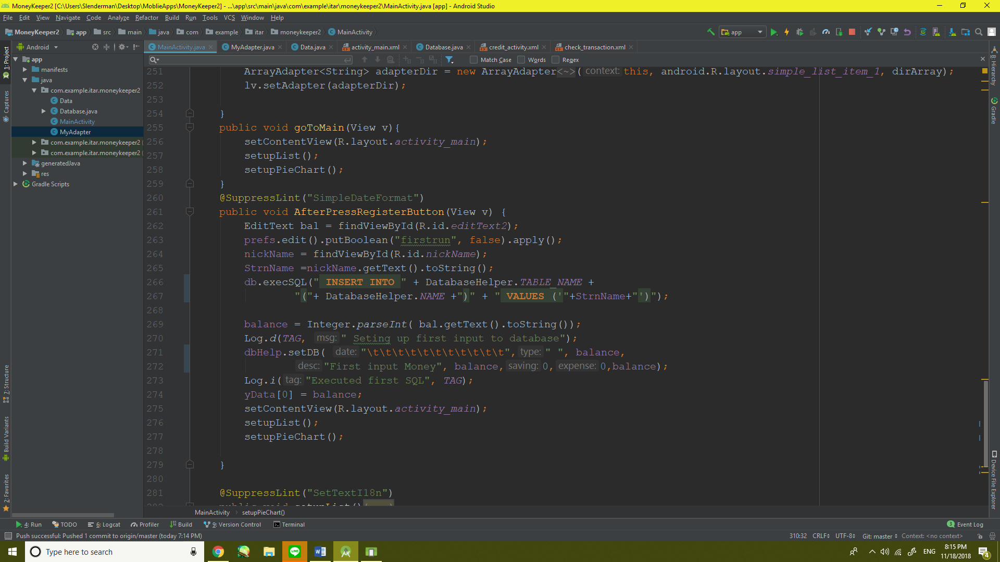 MoneyKeeper2 [C:\Users\Slenderman\Desktop\MoblieApps\MoneyKeeper2] - ...\app\src\main\java\com\example\itar\moneykeeper2\MainActivity.java [app] - Android Studio
File Edit View Navigate Code Analyze Refactor Build Run Tools VCS Window Help
MoneyKeeper2 app src main java com example itar moneykeeper2 MainActivity app
Android
MainActivity.java MyAdapter.java Data.java activity_main.xml Database.java credit_activity.xml check_transaction.xml
Match Case Words Regex
1: Project
Captures
7: Structure
Build Variants
2: Favorites
app
manifests
java
com.example.itar.moneykeeper2
Data
Database.java
MainActivity
MyAdapter
com.example.itar.moneykeeper2 (
com.example.itar.moneykeeper2 (
generatedJava
res
Gradle Scripts
251 ArrayAdapter<String> adapterDir = new ArrayAdapter<~>( context: this, android.R.layout.simple_list_item_1, dirArray);
252 lv.setAdapter(adapterDir);
253
254 }
255 public void goToMain(View v){
256 setContentView(R.layout.activity_main);
257 setupList();
258 setupPieChart();
259 }
260 @SuppressLint("SimpleDateFormat")
261 public void AfterPressRegisterButton(View v) {
262 EditText bal = findViewById(R.id.editText2);
263 prefs.edit().putBoolean("firstrun", false).apply();
264 nickName = findViewById(R.id.nickName);
265 StrnName =nickName.getText().toString();
266 db.execSQL(" INSERT INTO " + DatabaseHelper.TABLE_NAME +
267 "("+ DatabaseHelper.NAME +")" + " VALUES ('"+StrnName+"')");
268
269 balance = Integer.parseInt( bal.getText().toString());
270 Log.d(TAG, msg: " Seting up first input to database");
271 dbHelp.setDB( date: "\t\t\t\t\t\t\t\t\t\t\t", type: " ", balance,
272 desc: "First input Money", balance, saving: 0, expense: 0,balance);
273 Log.i( tag: "Executed first SQL", TAG);
274 yData[0] = balance;
275 setContentView(R.layout.activity_main);
276 setupList();
277 setupPieChart();
278
279 }
280
281 @SuppressLint("SetTextI18n")
282 public void setupList(){...}
MainActivity › setupPieChart()
8: Hierarchy
Gradle
Device File Explorer
4: Run TODO 6: Logcat Profiler Build 9: Version Control Terminal 3 Event Log
Push successful: Pushed 1 commit to origin/master (today 7:14 PM) 310:32 CRLF UTF-8 Git: master Context: <no context>
Type here to search LINE ENG 8:15 PM
11/18/2018 4